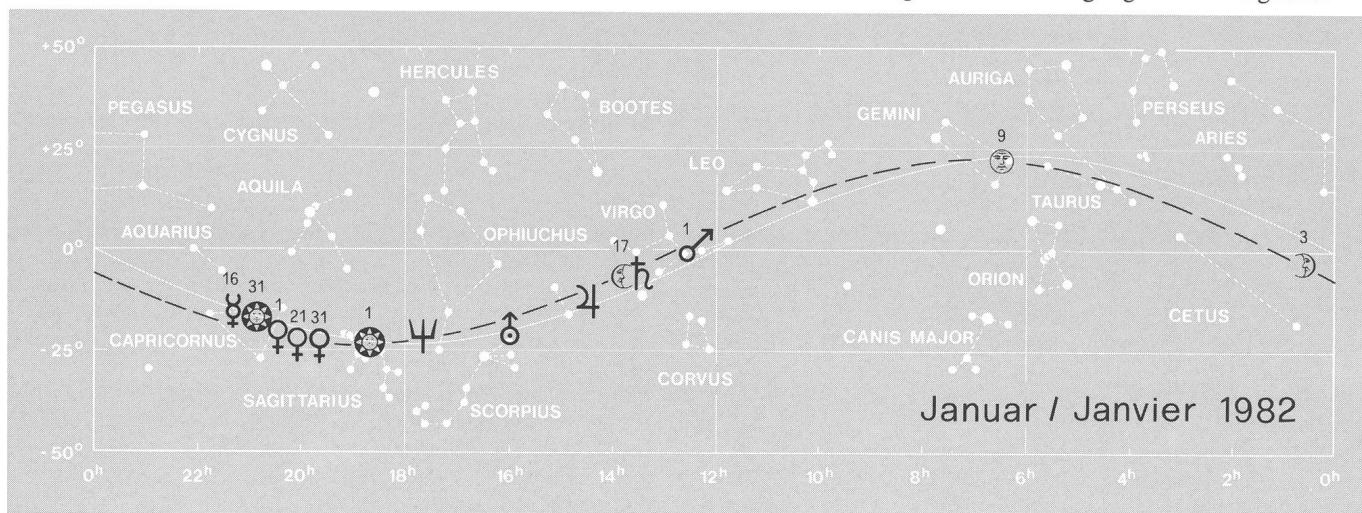 +50°
HERCULES
AURIGA
PEGASUS
BOOTES
GEMINI
PERSEUS
CYGNUS
9
ARIES
+25°
LEO
AQUILA
TAURUS
VIRGO
AQUARIUS
OPHIUCHUS
17
1
3
0°
16
31
1
21
31
1
ORION
CETUS
CAPRICORNUS
CANIS MAJOR
-25°
CORVUS
SAGITTARIUS
SCORPIUS
Januar / Janvier 1982
-50°
0h 22h 20h 18h 16h 14h 12h 10h 8h 6h 4h 2h 0h